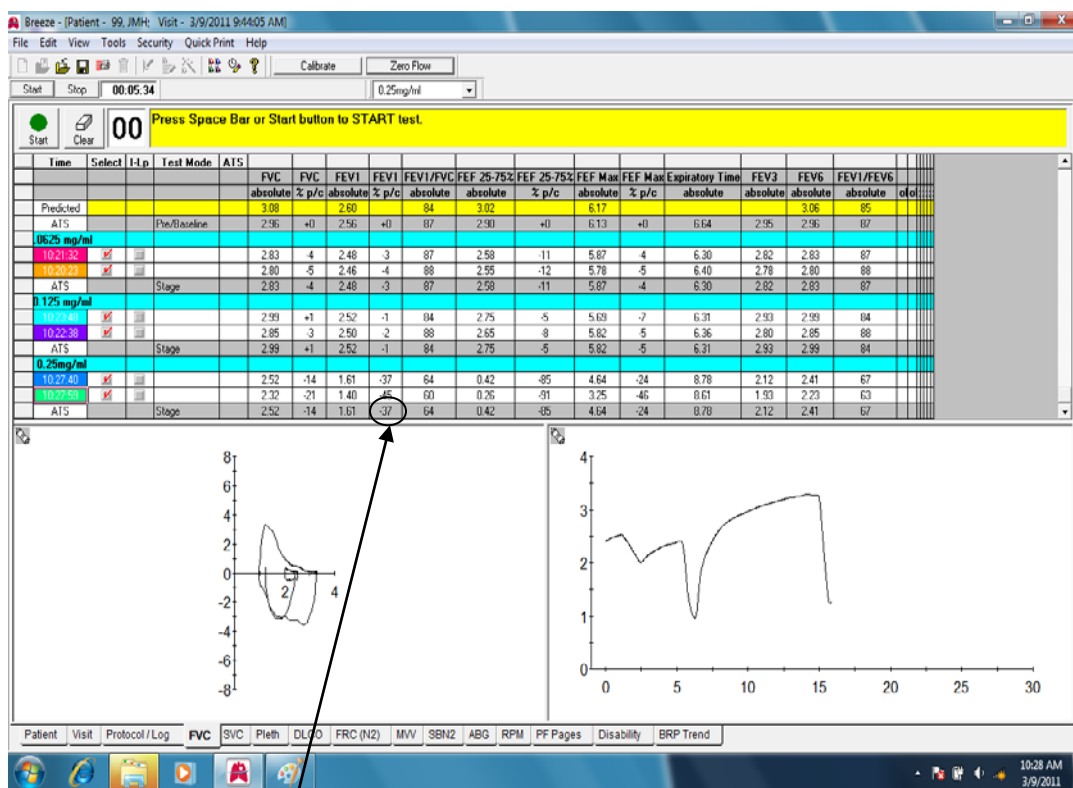 Breeze - [Patient - 99, JMH; Visit - 3/9/2011 9:44:05 AM]
File Edit View Tools Security Quick Print Help
Calibrate Zero Flow
Start Stop 00:05:34 0.25mg/ml
Start Clear 00 Press Space Bar or Start button to START test.
Time Select I-Lp Test Mode ATS
FVC FVC FEV1 FEV1 FEV1/FVC FEF 25-75% FEF 25-75% FEF Max FEF Max Expiratory Time FEV3 FEV6 FEV1/FEV6
absolute % p/c absolute % p/c absolute absolute % p/c absolute % p/c absolute absolute absolute absolute
Predicted 3.08 2.60 84 3.02 6.17 3.06 85
ATS Pre/Baseline 2.96 +0 2.56 +0 87 2.90 +0 6.13 +0 6.64 2.95 2.96 87
.0625 mg/ml
10:21:32 2.83 -4 2.48 -3 87 2.58 -11 5.87 -4 6.30 2.82 2.83 87
10:20:23 2.80 -5 2.46 -4 88 2.55 -12 5.78 -5 6.40 2.78 2.80 88
ATS Stage 2.83 -4 2.48 -3 87 2.58 -11 5.87 -4 6.30 2.82 2.83 87
0.125 mg/ml
10:23:48 2.99 +1 2.52 -1 84 2.75 -5 5.69 -7 6.31 2.93 2.99 84
10:22:38 2.85 -3 2.50 -2 88 2.65 -8 5.82 -5 6.36 2.80 2.85 88
ATS Stage 2.99 +1 2.52 -1 84 2.75 -5 5.82 -5 6.31 2.93 2.99 84
0.25mg/ml
10:27:40 2.52 -14 1.61 -37 64 0.42 -85 4.64 -24 8.78 2.12 2.41 67
10:27:59 2.32 -21 1.40 -45 60 0.26 -91 3.25 -46 8.61 1.93 2.23 63
ATS Stage 2.52 -14 1.61 -37 64 0.42 -85 4.64 -24 8.78 2.12 2.41 67
8
6
4
2
0
-2
-4
-6
-8
2 4
4
3
2
1
0
0 5 10 15 20 25 30
Patient Visit Protocol / Log FVC SVC Pleth DLCO FRC (N2) MVV SBN2 ABG RPM PF Pages Disability BRP Trend
10:28 AM
3/9/2011